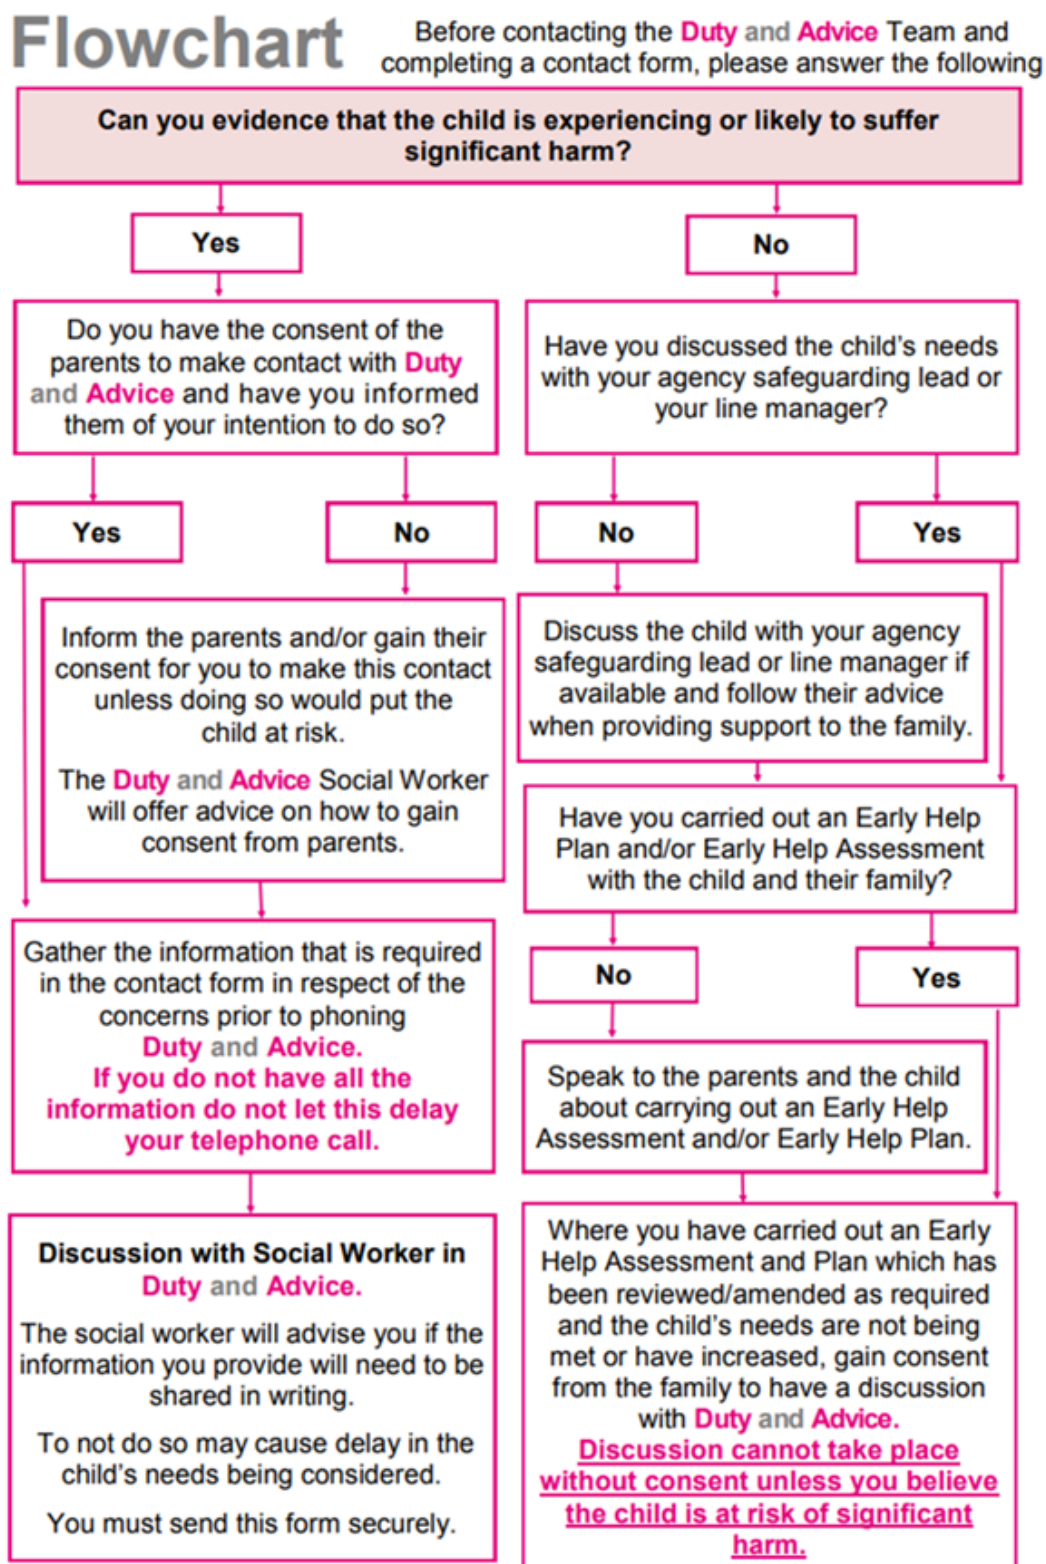 Flowchart
Before contacting the Duty and Advice Team and
completing a contact form, please answer the following
Can you evidence that the child is experiencing or likely to suffer
significant harm?
Yes
No
Do you have the consent of the
parents to make contact with Duty
and Advice and have you informed
them of your intention to do so?
Have you discussed the child's needs
with your agency safeguarding lead or
your line manager?
Yes
No
No
Yes
Inform the parents and/or gain their
consent for you to make this contact
unless doing so would put the
child at risk.
The Duty and Advice Social Worker
will offer advice on how to gain
consent from parents.
Discuss the child with your agency
safeguarding lead or line manager if
available and follow their advice
when providing support to the family.
Have you carried out an Early Help
Plan and/or Early Help Assessment
with the child and their family?
Gather the information that is required
in the contact form in respect of the
concerns prior to phoning
Duty and Advice.
If you do not have all the
information do not let this delay
your telephone call.
No
Yes
Speak to the parents and the child
about carrying out an Early Help
Assessment and/or Early Help Plan.
Discussion with Social Worker in
Duty and Advice.
The social worker will advise you if the
information you provide will need to be
shared in writing.
To not do so may cause delay in the
child's needs being considered.
You must send this form securely.
Where you have carried out an Early
Help Assessment and Plan which has
been reviewed/amended as required
and the child's needs are not being
met or have increased, gain consent
from the family to have a discussion
with Duty and Advice.
Discussion cannot take place
without consent unless you believe
the child is at risk of significant
harm.